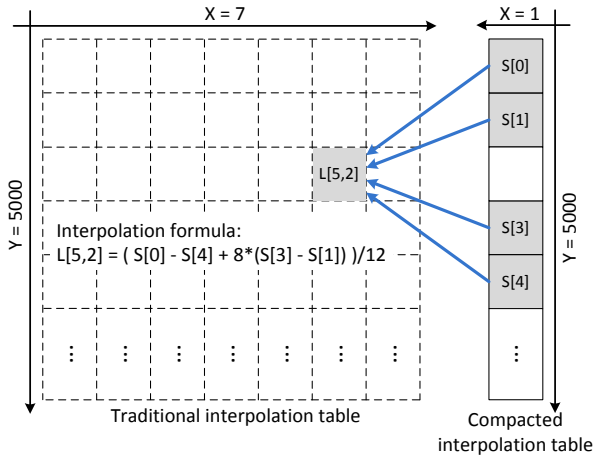 X = 7
X = 1
Y = 5000
S[0]
S[1]
L[5,2]
S[3]
S[4]
Y = 5000
Interpolation formula:
L[5,2] = ( S[0] - S[4] + 8*(S[3] - S[1]) )/12
... ... ... ... ... ... ... ...
Traditional interpolation table
Compacted
interpolation table